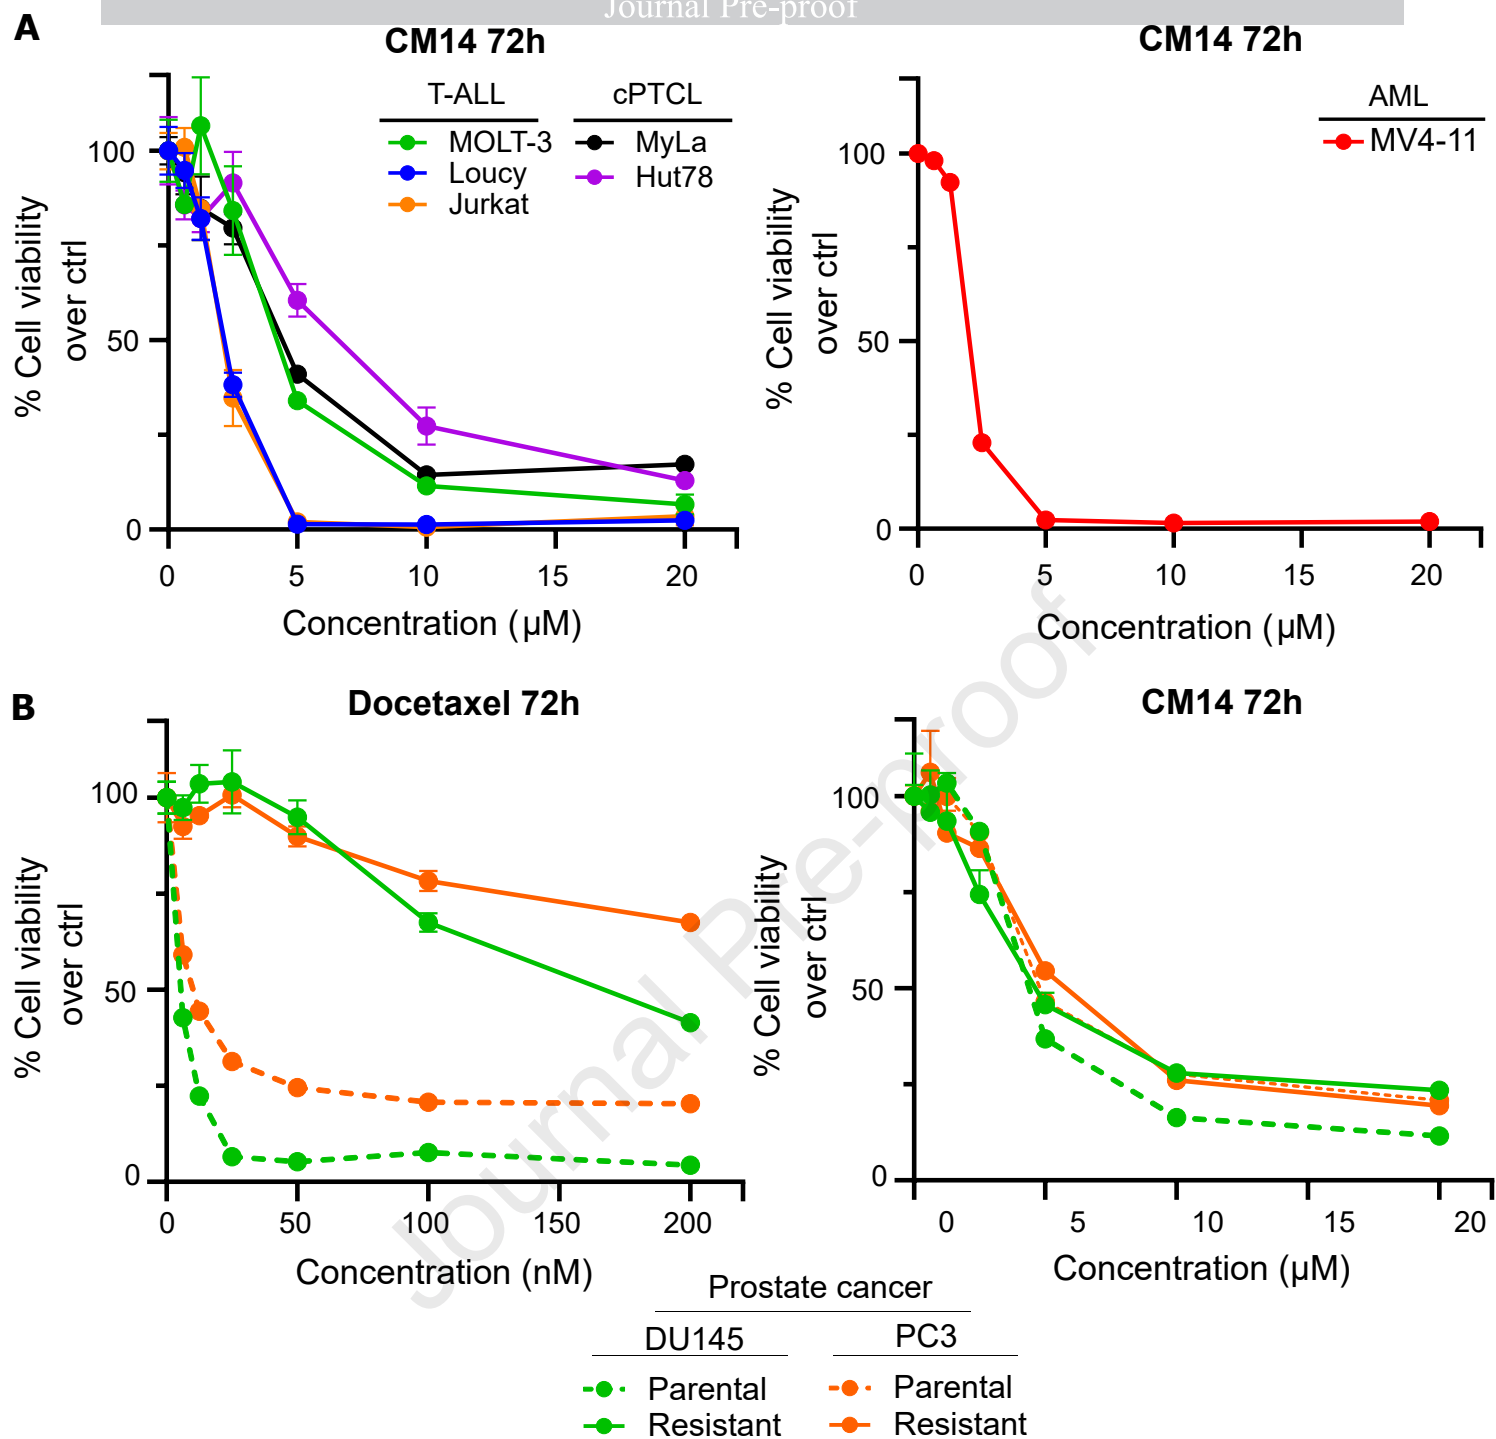 Journal Pre-proof
A
CM14 72h
T-ALL
cPTCL
MOLT-3
MyLa
Loucy
Hut78
Jurkat
% Cell viability
over ctrl
100
50
0
0 5 10 15 20
Concentration (µM)
CM14 72h
AML
MV4-11
% Cell viability
over ctrl
100
50
0
0 5 10 15 20
Concentration (µM)
B
Docetaxel 72h
% Cell viability
over ctrl
100
50
0
0 50 100 150 200
Concentration (nM)
CM14 72h
% Cell viability
over ctrl
100
50
0
0 5 10 15 20
Concentration (µM)
Prostate cancer
DU145
PC3
Parental
Parental
Resistant
Resistant
Journal Pre-proof